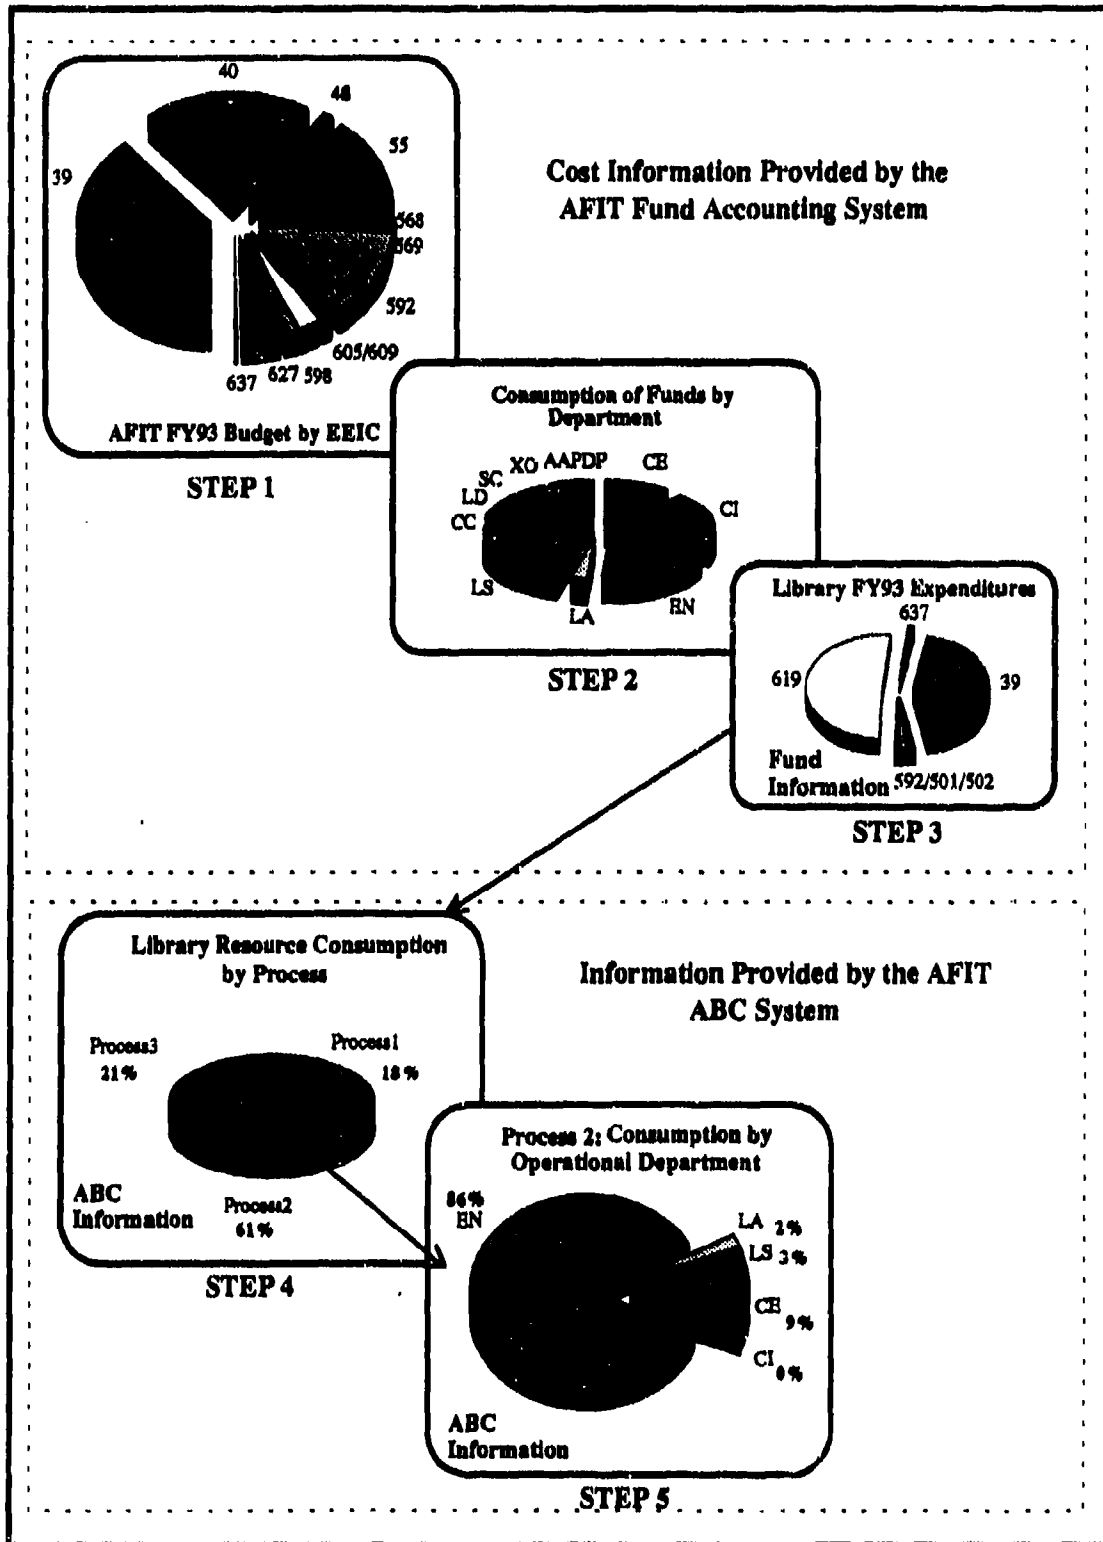 40
48
55
39
568
569
592
605/609
598
627
637
AFIT FY93 Budget by EEIC
STEP 1
Cost Information Provided by the
AFIT Fund Accounting System
Consumption of Funds by
Department
AAPDP
XO
SC
LD
CC
LS
LA
EN
CI
CE
STEP 2
Library FY93 Expenditures
637
619
39
Fund
Information
592/501/502
STEP 3
Library Resource Consumption
by Process
Process3
21%
Process1
18%
Process2
61%
ABC
Information
STEP 4
Information Provided by the AFIT
ABC System
Process 2: Consumption by
Operational Department
86%
EN
LA 2%
LS 3%
CE 9%
CI 0%
ABC
Information
STEP 5